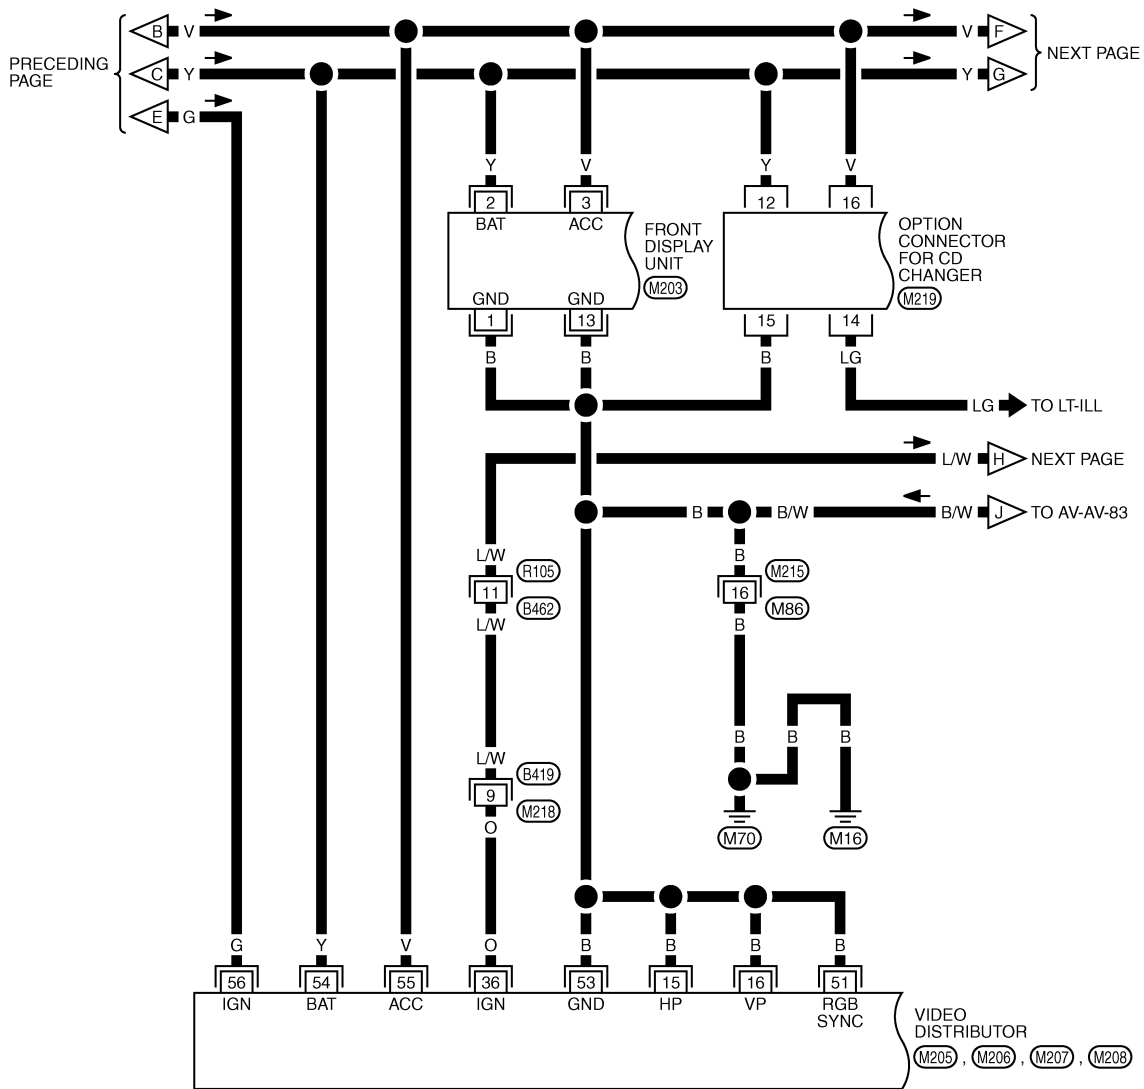 B V V F
PRECEDING
PAGE
NEXT PAGE
C Y Y G
E G
Y V Y V
2 3 12 16
BAT ACC
FRONT
DISPLAY
UNIT
M203
OPTION
CONNECTOR
FOR CD
CHANGER
M219
GND GND
1 13 15 14
B B B LG
LG TO LT-ILL
L/W H NEXT PAGE
B B/W B/W J TO AV-AV-83
L/W R105 B M215
11 16
B462 M86
L/W B
B B B
L/W B419
9
M218
O
M70 M16
G Y V O B B B B
56 54 55 36 53 15 16 51
IGN BAT ACC IGN GND HP VP RGB
SYNC
VIDEO
DISTRIBUTOR
M205 , M206 , M207 , M208